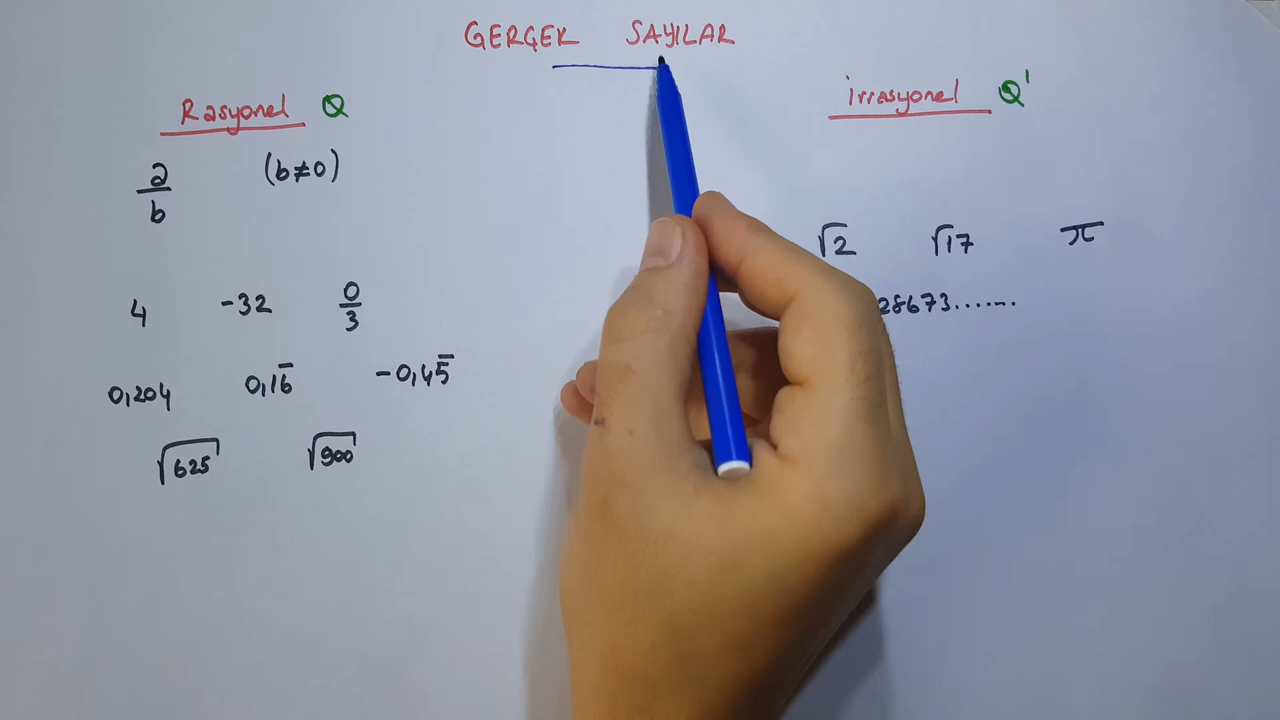 GERÇEK SAYILAR
Rasyonel Q
a/b (b≠0)
4 -32 0/3
0,204 0,16̅ -0,45̅
√625 √900
irrasyonel Q'
√2 √17 π
28673.......